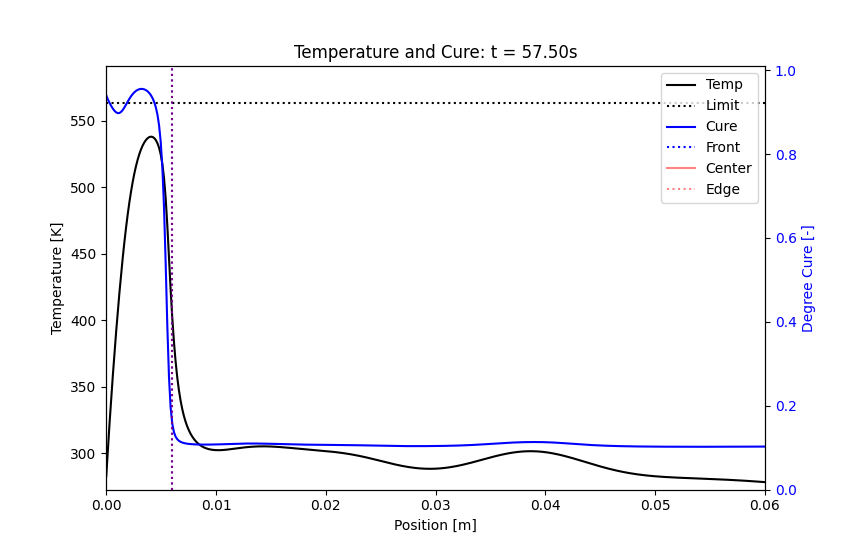 Temperature and Cure: t = 57.50s
Temp
Limit
Cure
Front
Center
Edge
Temperature [K]
550
500
450
400
350
300
Degree Cure [-]
1.0
0.8
0.6
0.4
0.2
0.0
0.00 0.01 0.02 0.03 0.04 0.05 0.06
Position [m]